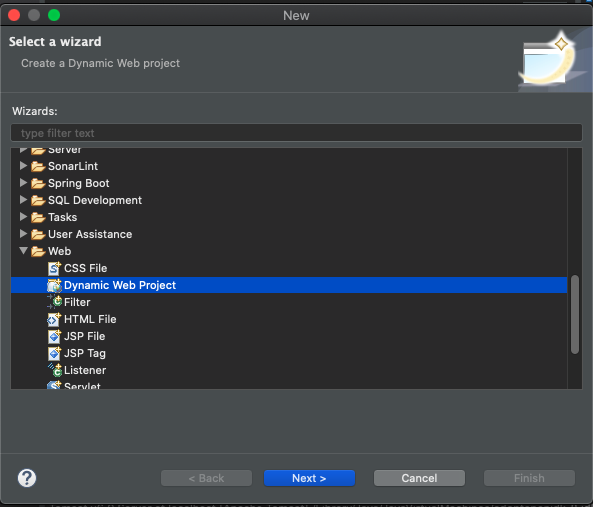 New
Select a wizard
Create a Dynamic Web project
Wizards:
type filter text
Server
SonarLint
Spring Boot
SQL Development
Tasks
User Assistance
Web
CSS File
Dynamic Web Project
Filter
HTML File
JSP File
JSP Tag
Listener
Servlet
?
< Back
Next >
Cancel
Finish